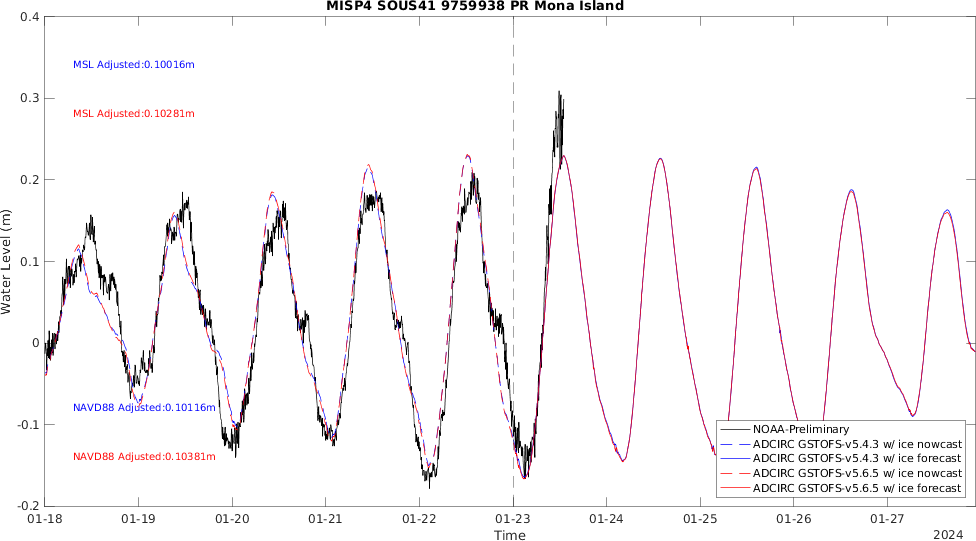 MISP4 SOUS41 9759938 PR Mona Island
0.4
0.3
0.2
0.1
0
-0.1
-0.2
Water Level (m)
MSL Adjusted:0.10016m
MSL Adjusted:0.10281m
NAVD88 Adjusted:0.10116m
NAVD88 Adjusted:0.10381m
NOAA-Preliminary
ADCIRC GSTOFS-v5.4.3 w/ ice nowcast
ADCIRC GSTOFS-v5.4.3 w/ ice forecast
ADCIRC GSTOFS-v5.6.5 w/ ice nowcast
ADCIRC GSTOFS-v5.6.5 w/ ice forecast
01-18 01-19 01-20 01-21 01-22 01-23 01-24 01-25 01-26 01-27
Time
2024